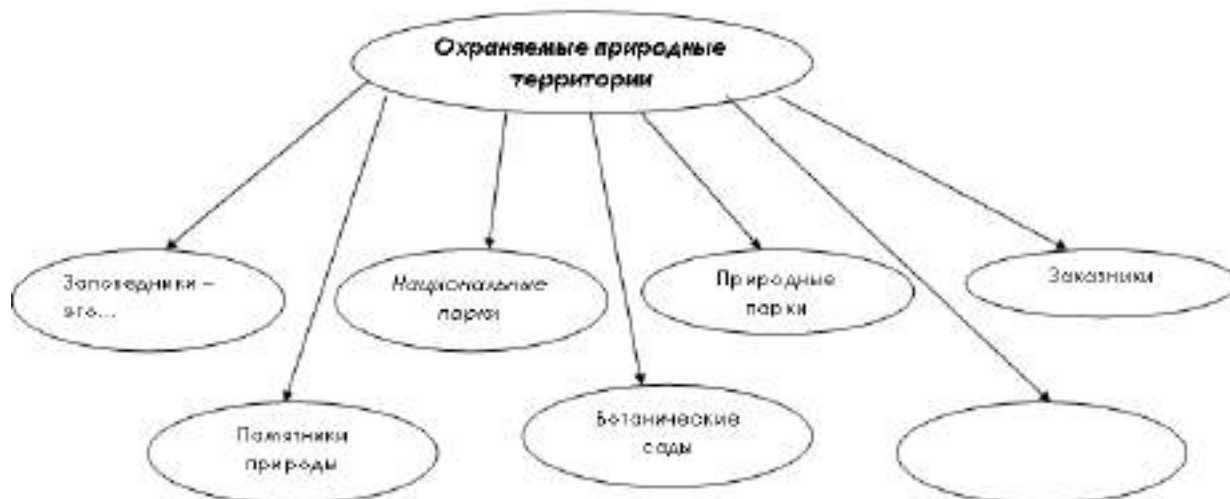 Охраняемые природные
территории
Заповедники –
это...
Национальные
парки
Природные
парки
Заказники
Памятники
природы
Ботанические
сады